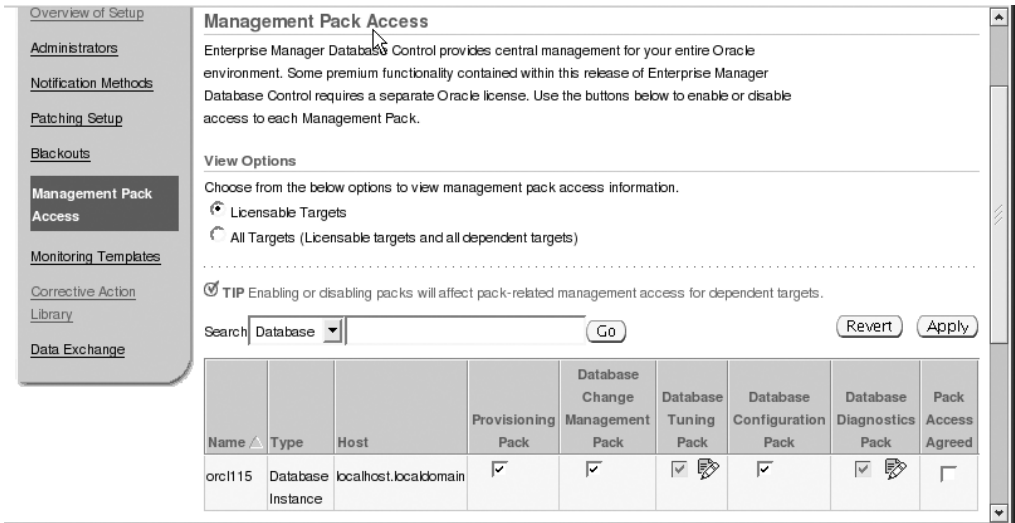 Overview of Setup
Administrators
Notification Methods
Patching Setup
Blackouts
Management Pack
Access
Monitoring Templates
Corrective Action
Library
Data Exchange
Management Pack Access
Enterprise Manager Database Control provides central management for your entire Oracle
environment. Some premium functionality contained within this release of Enterprise Manager
Database Control requires a separate Oracle license. Use the buttons below to enable or disable
access to each Management Pack.
View Options
Choose from the below options to view management pack access information.
Licensable Targets
All Targets (Licensable targets and all dependent targets)
TIP Enabling or disabling packs will affect pack-related management access for dependent targets.
Search Database Go Revert Apply
Name Type Host Provisioning Pack Database Change Management Pack Database Tuning Pack Database Configuration Pack Database Diagnostics Pack Pack Access Agreed
orcl115 Database Instance localhost.localdomain